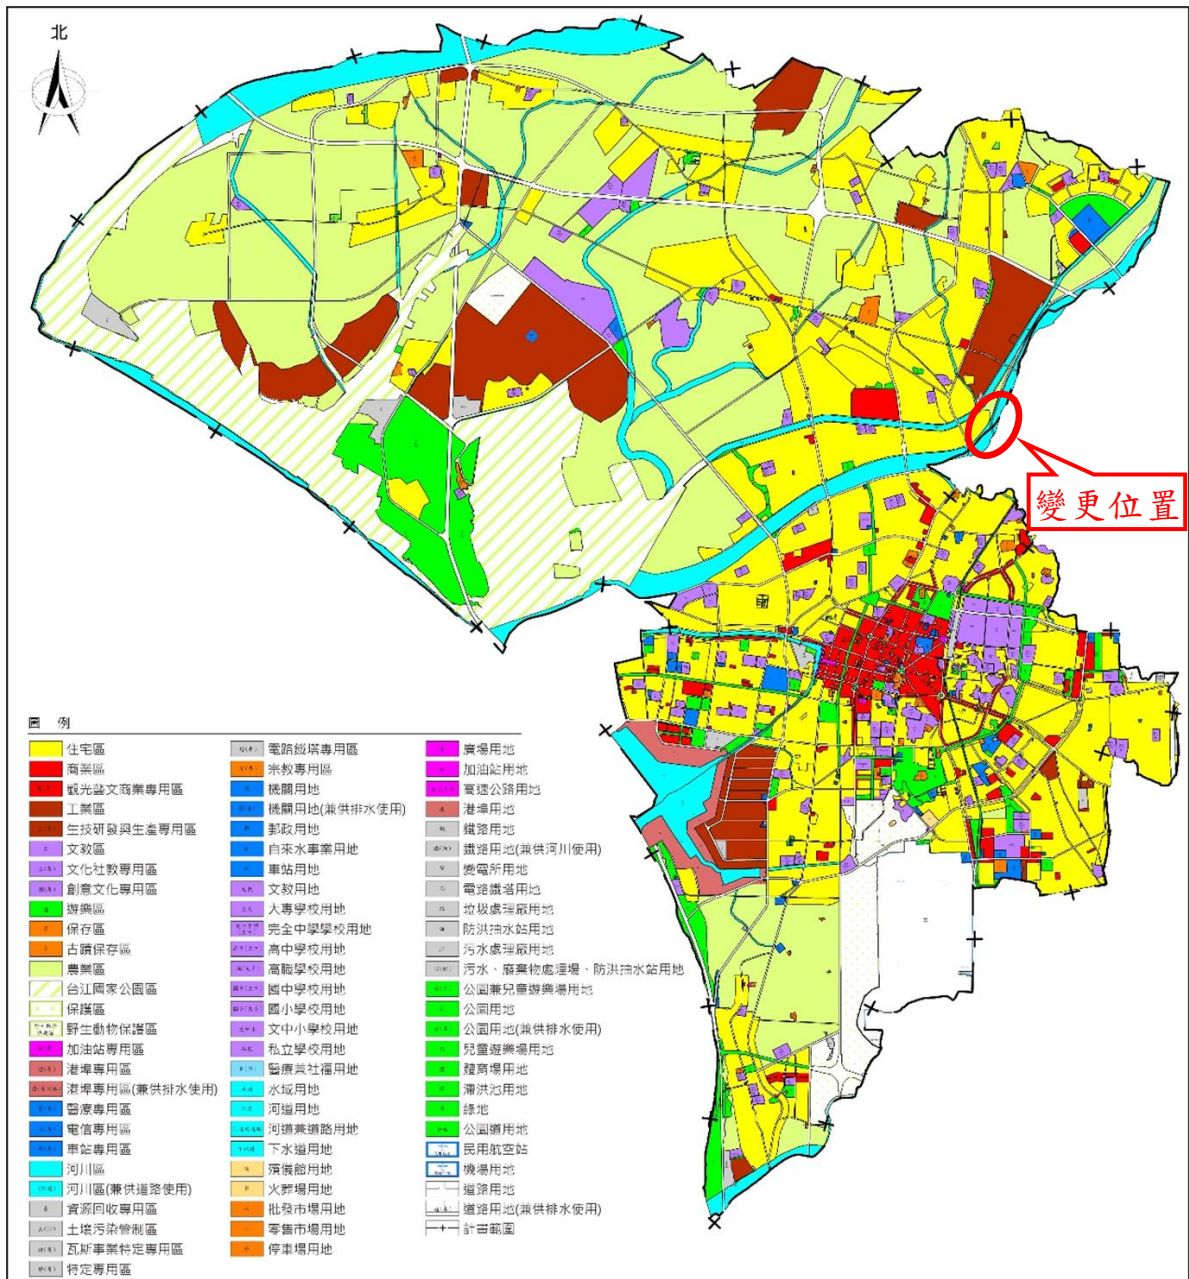 北
變更位置
圖 例
住宅區
商業區
觀光藝文商業專用區
工業區
生技研發與生產專用區
文教區
文化社教專用區
創意文化專用區
遊樂區
保存區
古蹟保存區
農業區
台江國家公園區
保護區
野生動物保護區
加油站專用區
港埠專用區
港埠專用區(兼供排水使用)
醫療專用區
電信專用區
車站專用區
河川區
河川區(兼供道路使用)
資源回收專用區
土壤污染管制區
瓦斯事業特定專用區
特定專用區
電路鐵塔專用區
宗教專用區
機關用地
機關用地(兼供排水使用)
郵政用地
自來水事業用地
車站用地
文教用地
大專學校用地
完全中學學校用地
高中學校用地
高職學校用地
國中學校用地
國小學校用地
文中小學校用地
私立學校用地
醫療兼社福用地
水域用地
河道用地
河道兼道路用地
下水道用地
殯儀館用地
火葬場用地
批發市場用地
零售市場用地
停車場用地
廣場用地
加油站用地
高速公路用地
港埠用地
鐵路用地
鐵路用地(兼供河川使用)
變電所用地
電路鐵塔用地
垃圾處理廠用地
防洪抽水站用地
污水處理廠用地
污水、廢棄物處理場、防洪抽水站用地
公園兼兒童遊樂場用地
公園用地
公園用地(兼供排水使用)
兒童遊樂場用地
體育場用地
滯洪池用地
綠地
公園道用地
民用航空站
機場用地
道路用地
道路用地(兼供排水使用)
計畫範圍